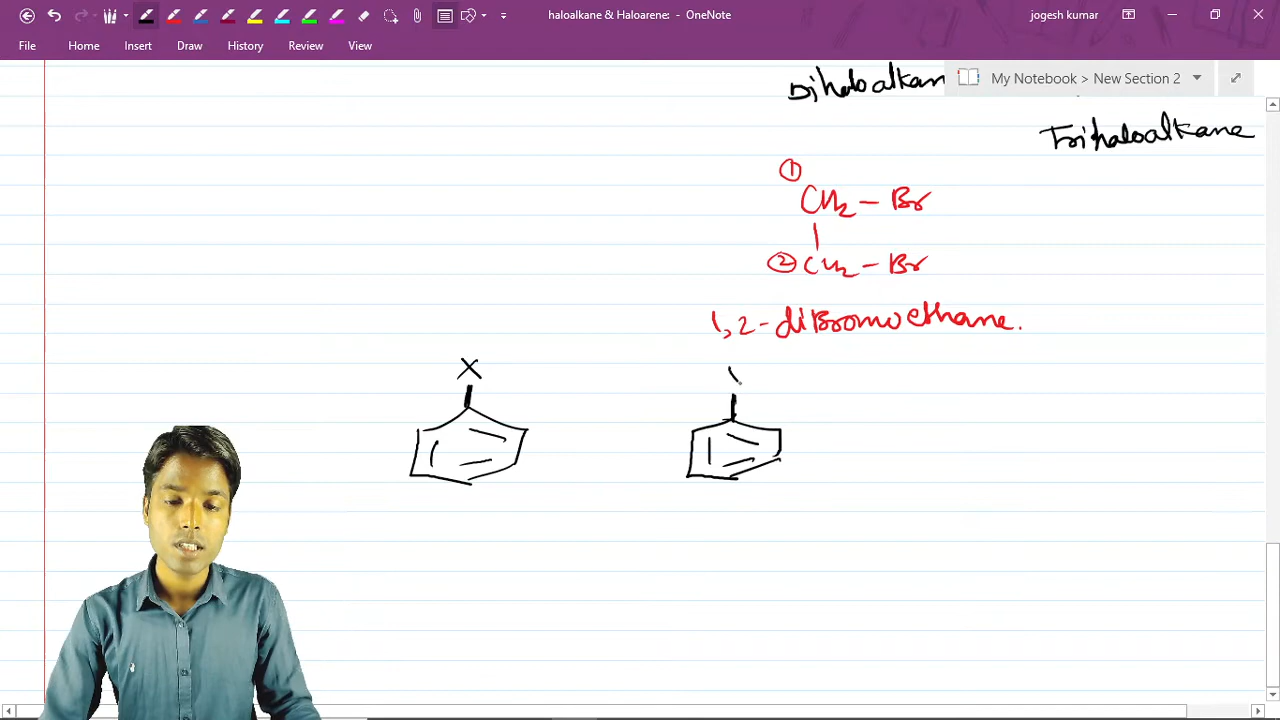 haloalkane & Haloarene: - OneNote
jogesh kumar
File Home Insert Draw History Review View
My Notebook > New Section 2
Dihaloalkan
Trihaloalkane
①
CH2 - Br
② CH2 - Br
1,2-diBromoethane.
X